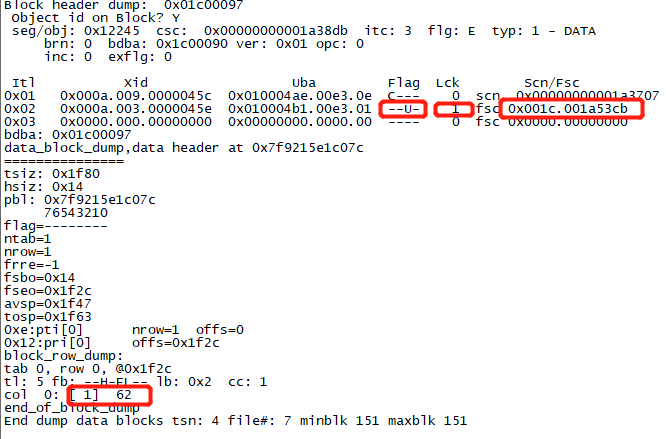 Block header dump:  0x01c00097
 Object id on Block? Y
 seg/obj: 0x12245  csc:  0x00000000001a38db  itc: 3  flg: E  typ: 1 - DATA
     brn: 0  bdba: 0x1c00090 ver: 0x01 opc: 0
     inc: 0  exflg: 0
 Itl           Xid                  Uba         Flag  Lck        Scn/Fsc
0x01   0x000a.009.0000045c  0x010004ae.00e3.0e  C---    0  scn  0x00000000001a3707
0x02   0x000a.003.0000045e  0x010004b1.00e3.01  --U-    1  fsc 0x001c.001a53cb
0x03   0x0000.000.00000000  0x00000000.0000.00  ----    0  fsc 0x0000.00000000
bdba: 0x01c00097
data_block_dump,data header at 0x7f9215e1c07c
===============
tsiz: 0x1f80
hsiz: 0x14
pbl: 0x7f9215e1c07c
     76543210
flag=--------
ntab=1
nrow=1
frre=-1
fsbo=0x14
fseo=0x1f2c
avsp=0x1f47
tosp=0x1f63
0xe:pti[0]      nrow=1  offs=0
0x12:pri[0]     offs=0x1f2c
block_row_dump:
tab 0, row 0, @0x1f2c
tl: 5 fb: --H-FL-- lb: 0x2  cc: 1
col  0: [ 1]  62
end_of_block_dump
End dump data blocks tsn: 4 file#: 7 minblk 151 maxblk 151